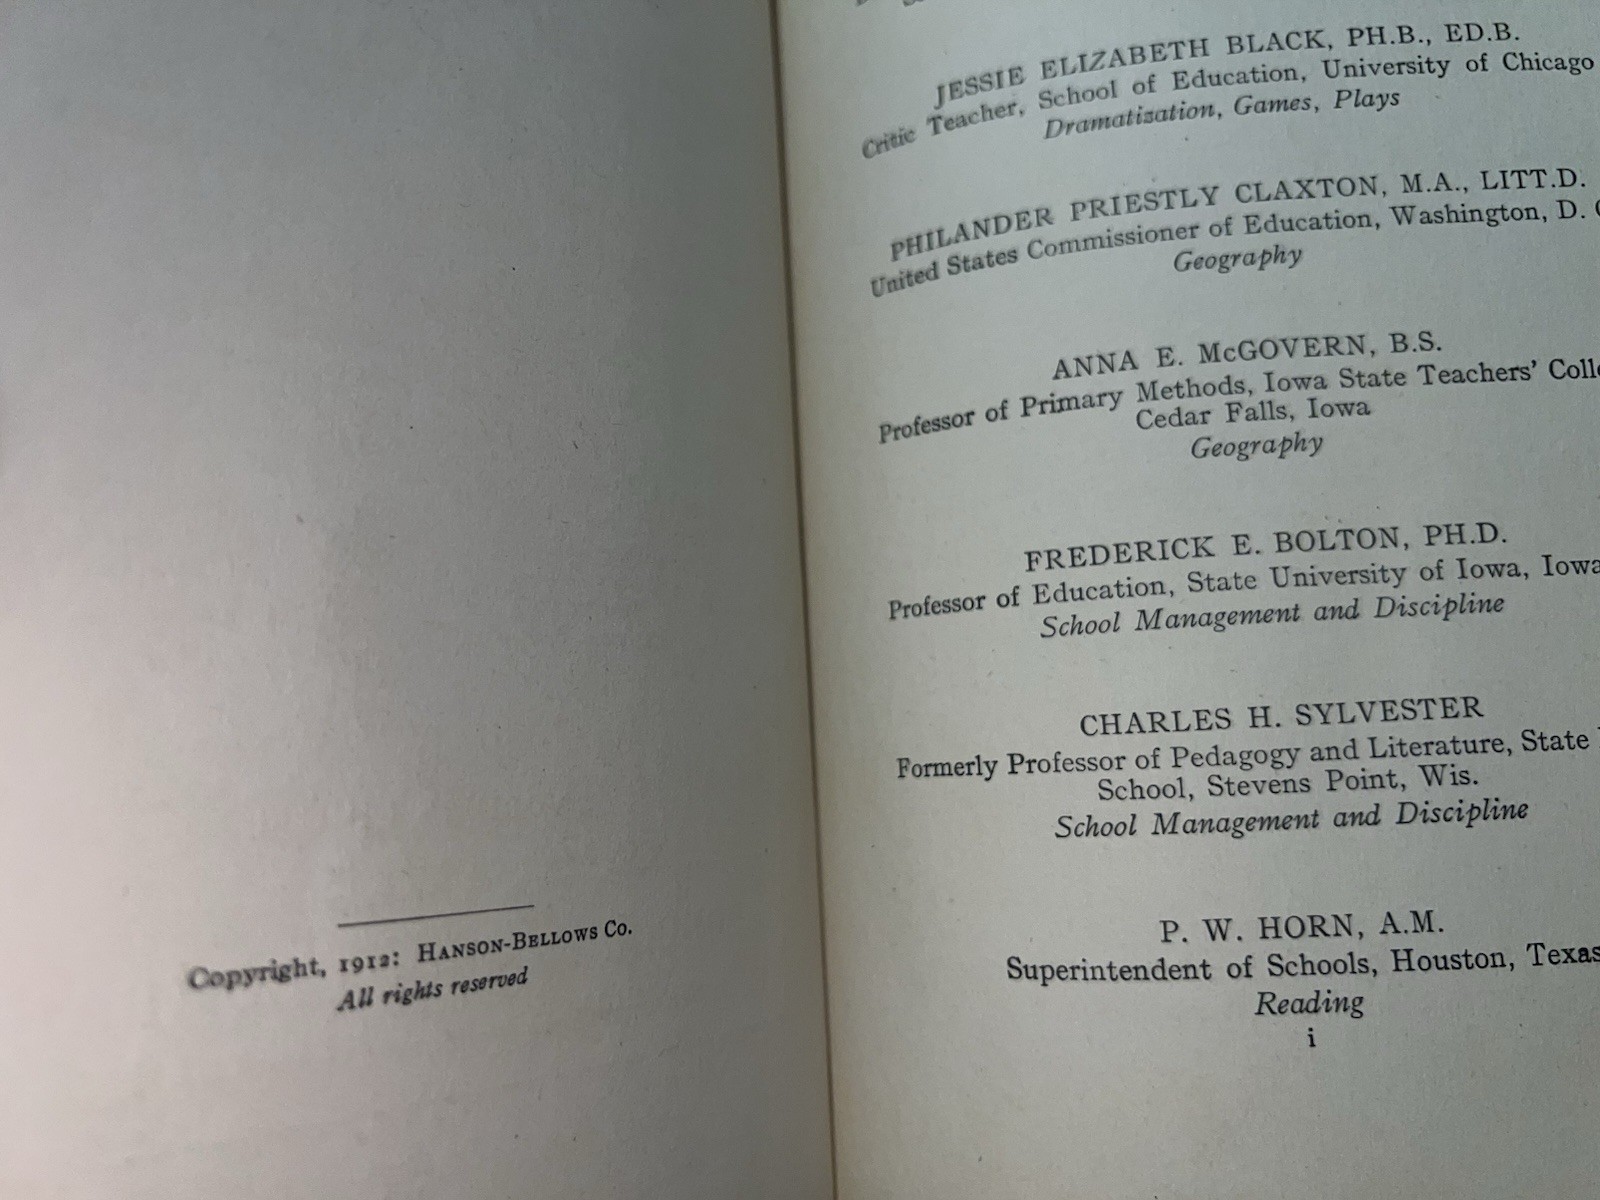 Copyright, 1912: HANSON-BELLOWS Co.
All rights reserved
JESSIE ELIZABETH BLACK, PH.B., ED.B.
Critic Teacher, School of Education, University of Chicago
Dramatization, Games, Plays
PHILANDER PRIESTLY CLAXTON, M.A., LITT.D.
United States Commissioner of Education, Washington, D.
Geography
ANNA E. McGOVERN, B.S.
Professor of Primary Methods, Iowa State Teachers' Colle
Cedar Falls, Iowa
Geography
FREDERICK E. BOLTON, PH.D.
Professor of Education, State University of Iowa, Iowa
School Management and Discipline
CHARLES H. SYLVESTER
Formerly Professor of Pedagogy and Literature, State
School, Stevens Point, Wis.
School Management and Discipline
P. W. HORN, A.M.
Superintendent of Schools, Houston, Texas
Reading
i